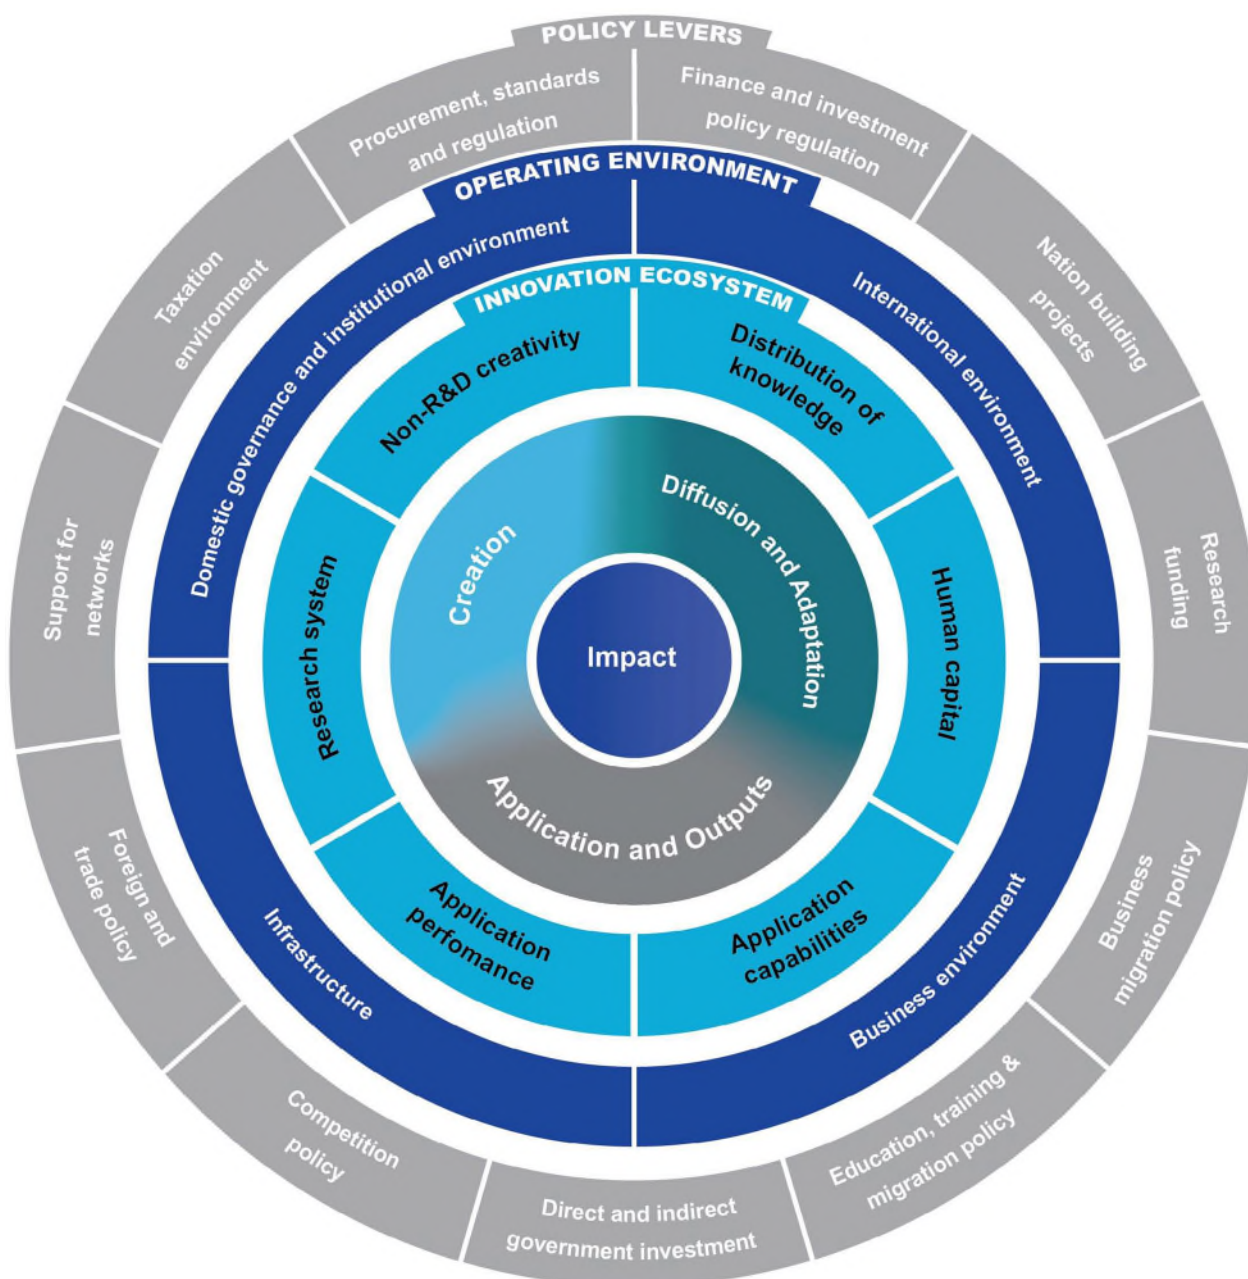 POLICY LEVERS
Procurement, standards
and regulation
Finance and investment
policy regulation
Nation building
projects
Research
funding
Business
migration policy
Education, training &
migration policy
Direct and indirect
government investment
Competition
policy
Foreign and
trade policy
Support for
networks
Taxation
environment
OPERATING ENVIRONMENT
Domestic governance and institutional environment
International environment
Business environment
Infrastructure
INNOVATION ECOSYSTEM
Non-R&D creativity
Distribution of
knowledge
Human capital
Application
capabilities
Application
perfomance
Research system
Creation
Diffusion and Adaptation
Application and Outputs
Impact